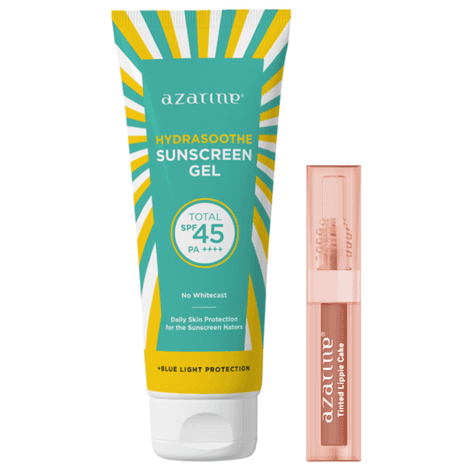 azarine®
HYDRASOOTHE
SUNSCREEN
GEL
TOTAL
SPF 45
PA ++++
No Whitecast
Daily Skin Protection
for the Sunscreen Haters
+BLUE LIGHT PROTECTION
azarine®
Tinted Lippie Cake